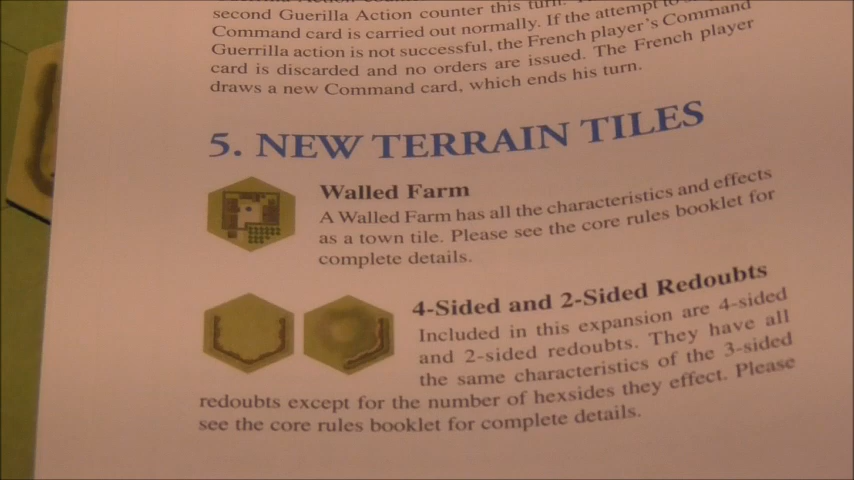 second Guerilla Action counter this turn.
Command card is carried out normally. If the attempt to
Guerrilla action is not successful, the French player's Command
card is discarded and no orders are issued. The French player
draws a new Command card, which ends his turn.
5. NEW TERRAIN TILES
Walled Farm
A Walled Farm has all the characteristics and effects
as a town tile. Please see the core rules booklet for
complete details.
4-Sided and 2-Sided Redoubts
Included in this expansion are 4-sided
and 2-sided redoubts. They have all
the same characteristics of the 3-sided
redoubts except for the number of hexsides they effect. Please
see the core rules booklet for complete details.